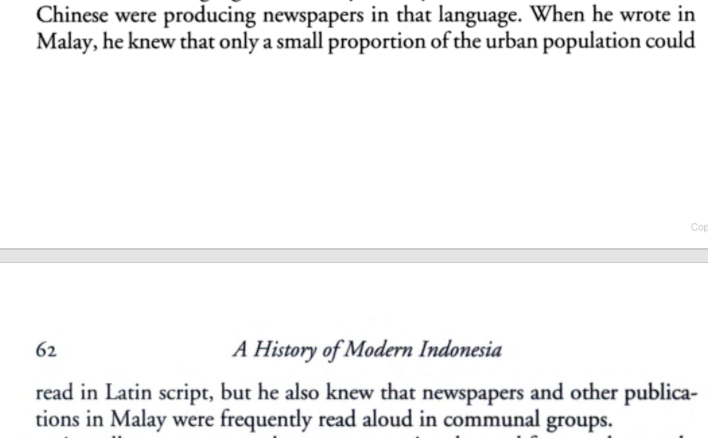 Chinese were producing newspapers in that language. When he wrote in
Malay, he knew that only a small proportion of the urban population could
Cop
62 A History of Modern Indonesia
read in Latin script, but he also knew that newspapers and other publica-
tions in Malay were frequently read aloud in communal groups.